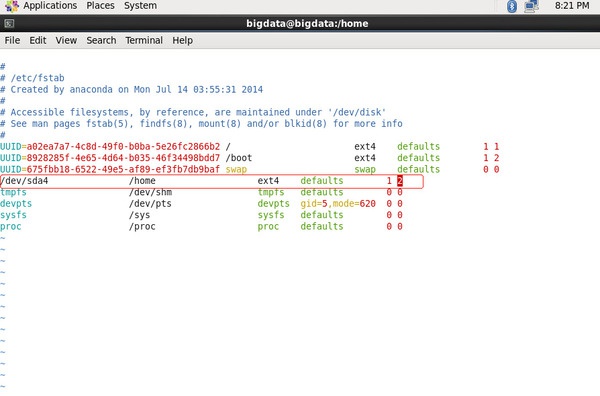 Applications Places System 8:21 PM
bigdata@bigdata:/home
File Edit View Search Terminal Help
#
# /etc/fstab
# Created by anaconda on Mon Jul 14 03:55:31 2014
#
# Accessible filesystems, by reference, are maintained under '/dev/disk'
# See man pages fstab(5), findfs(8), mount(8) and/or blkid(8) for more info
#
UUID=a02ea7a7-4c8d-49f0-b0ba-5e26fc2866b2 / ext4 defaults 1 1
UUID=8928285f-4e65-4d64-b035-46f34498bdd7 /boot ext4 defaults 1 2
UUID=675fbb18-6522-49e5-af89-ef3fb7db9baf swap swap defaults 0 0
/dev/sda4 /home ext4 defaults 1 2
tmpfs /dev/shm tmpfs defaults 0 0
devpts /dev/pts devpts gid=5,mode=620 0 0
sysfs /sys sysfs defaults 0 0
proc /proc proc defaults 0 0
~
~
~
~
~
~
~
~
~
~
~
~
~
~